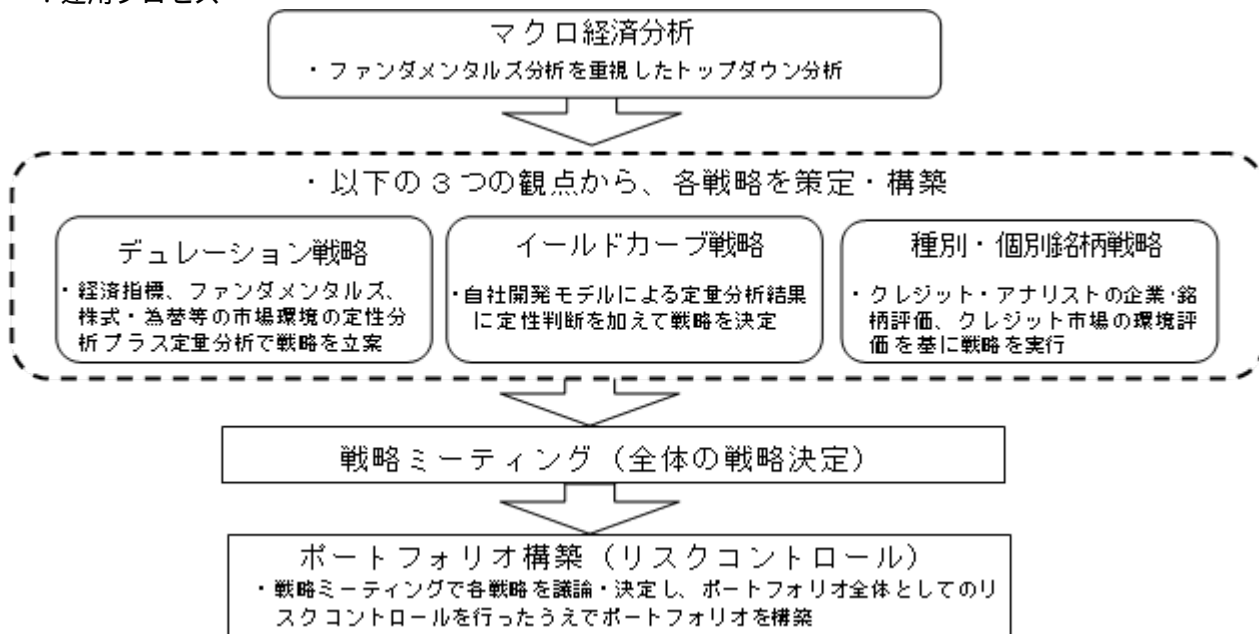 運用プロセス
マクロ経済分析
・ファンダメンタルズ分析を重視したトップダウン分析
・以下の３つの観点から、各戦略を策定・構築
デュレーション戦略
・経済指標、ファンダメンタルズ、
株式・為替等の市場環境の定性分
析プラス定量分析で戦略を立案
イールドカーブ戦略
・自社開発モデルによる定量分析結果
に定性判断を加えて戦略を決定
種別・個別銘柄戦略
・クレジット・アナリストの企業・銘
柄評価、クレジット市場の環境評
価を基に戦略を実行
戦略ミーティング（全体の戦略決定）
ポートフォリオ構築（リスクコントロール）
・戦略ミーティングで各戦略を議論・決定し、ポートフォリオ全体としてのリ
スクコントロールを行ったうえでポートフォリオを構築